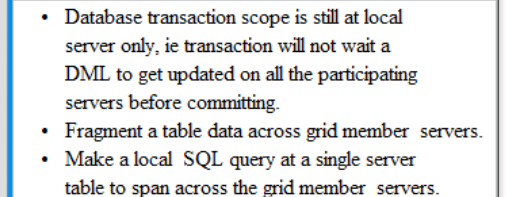 • Database transaction scope is still at local
server only, ie transaction will not wait a
DML to get updated on all the participating
servers before committing.
• Fragment a table data across grid member servers.
• Make a local SQL query at a single server
table to span across the grid member servers.